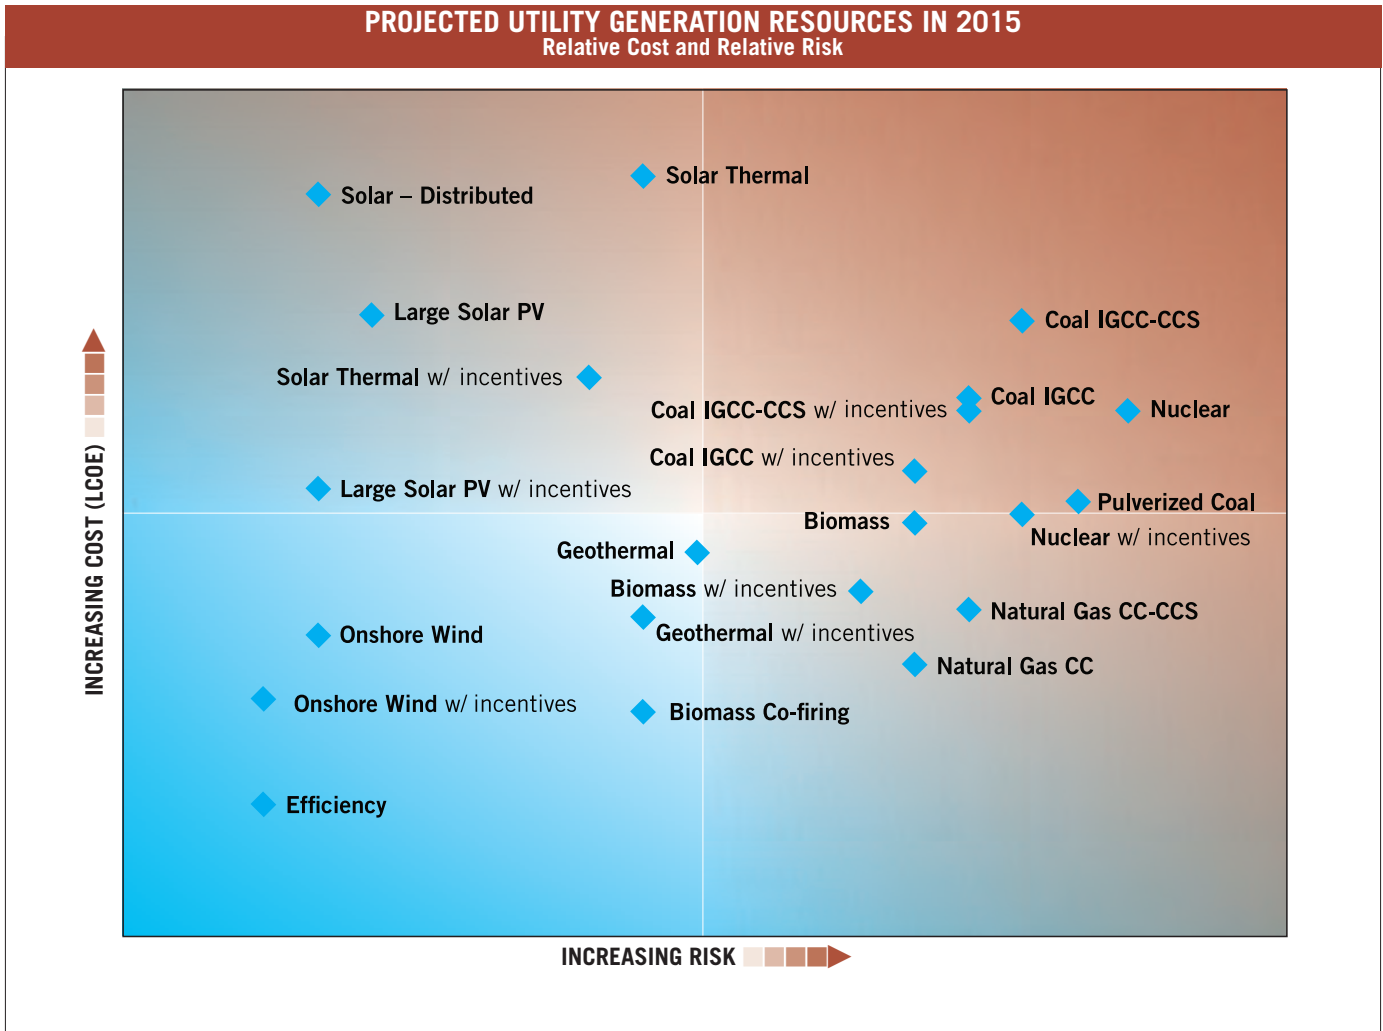 PROJECTED UTILITY GENERATION RESOURCES IN 2015
Relative Cost and Relative Risk
Solar Thermal
Solar – Distributed
Large Solar PV
Coal IGCC-CCS
Solar Thermal w/ incentives
Coal IGCC
Coal IGCC-CCS w/ incentives
Nuclear
Coal IGCC w/ incentives
Large Solar PV w/ incentives
Pulverized Coal
Biomass
Nuclear w/ incentives
Geothermal
Biomass w/ incentives
Natural Gas CC-CCS
Geothermal w/ incentives
Onshore Wind
Natural Gas CC
Onshore Wind w/ incentives
Biomass Co-firing
Efficiency
INCREASING COST (LCOE)
INCREASING RISK